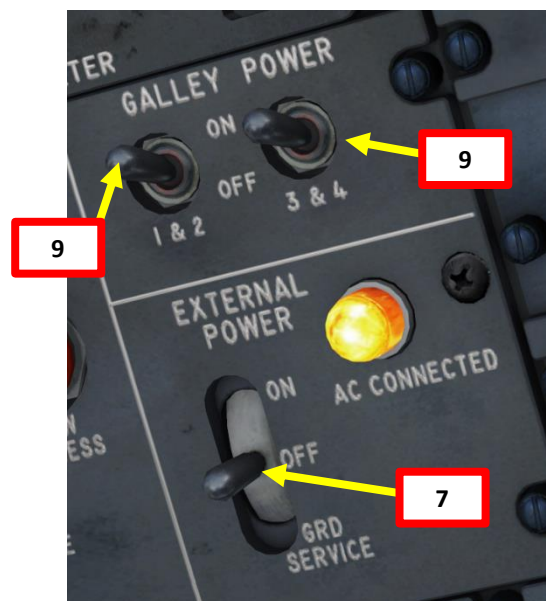 TER
GALLEY POWER
ON
OFF
1 & 2
3 & 4
9
9
EXTERNAL
POWER
ON
AC CONNECTED
OFF
7
GRD
SERVICE
N
ESS
E